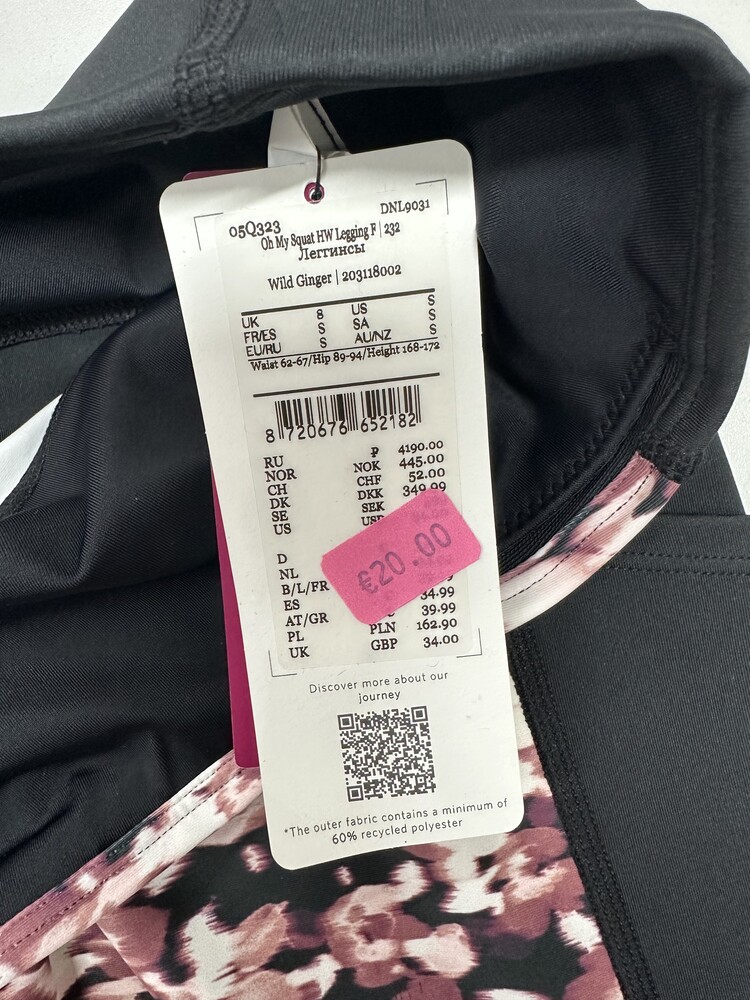 DNL9031
05Q323
Oh My Squat HW Legging F | 232
Леггинсы
Wild Ginger | 203118002
UK 8 US S
FR/ES S SA S
EU/RU S AU/NZ S
Waist 62-67/Hip 89-94/Height 168-172
8 720676 652182
RU ₽ 4190.00
NOR NOK 445.00
CH CHF 52.00
DK DKK 349.99
SE SEK
US USD
€20.00
D
NL
B/L/FR
ES 34.99
AT/GR 39.99
PL PLN 162.90
UK GBP 34.00
Discover more about our
journey
*The outer fabric contains a minimum of
60% recycled polyester